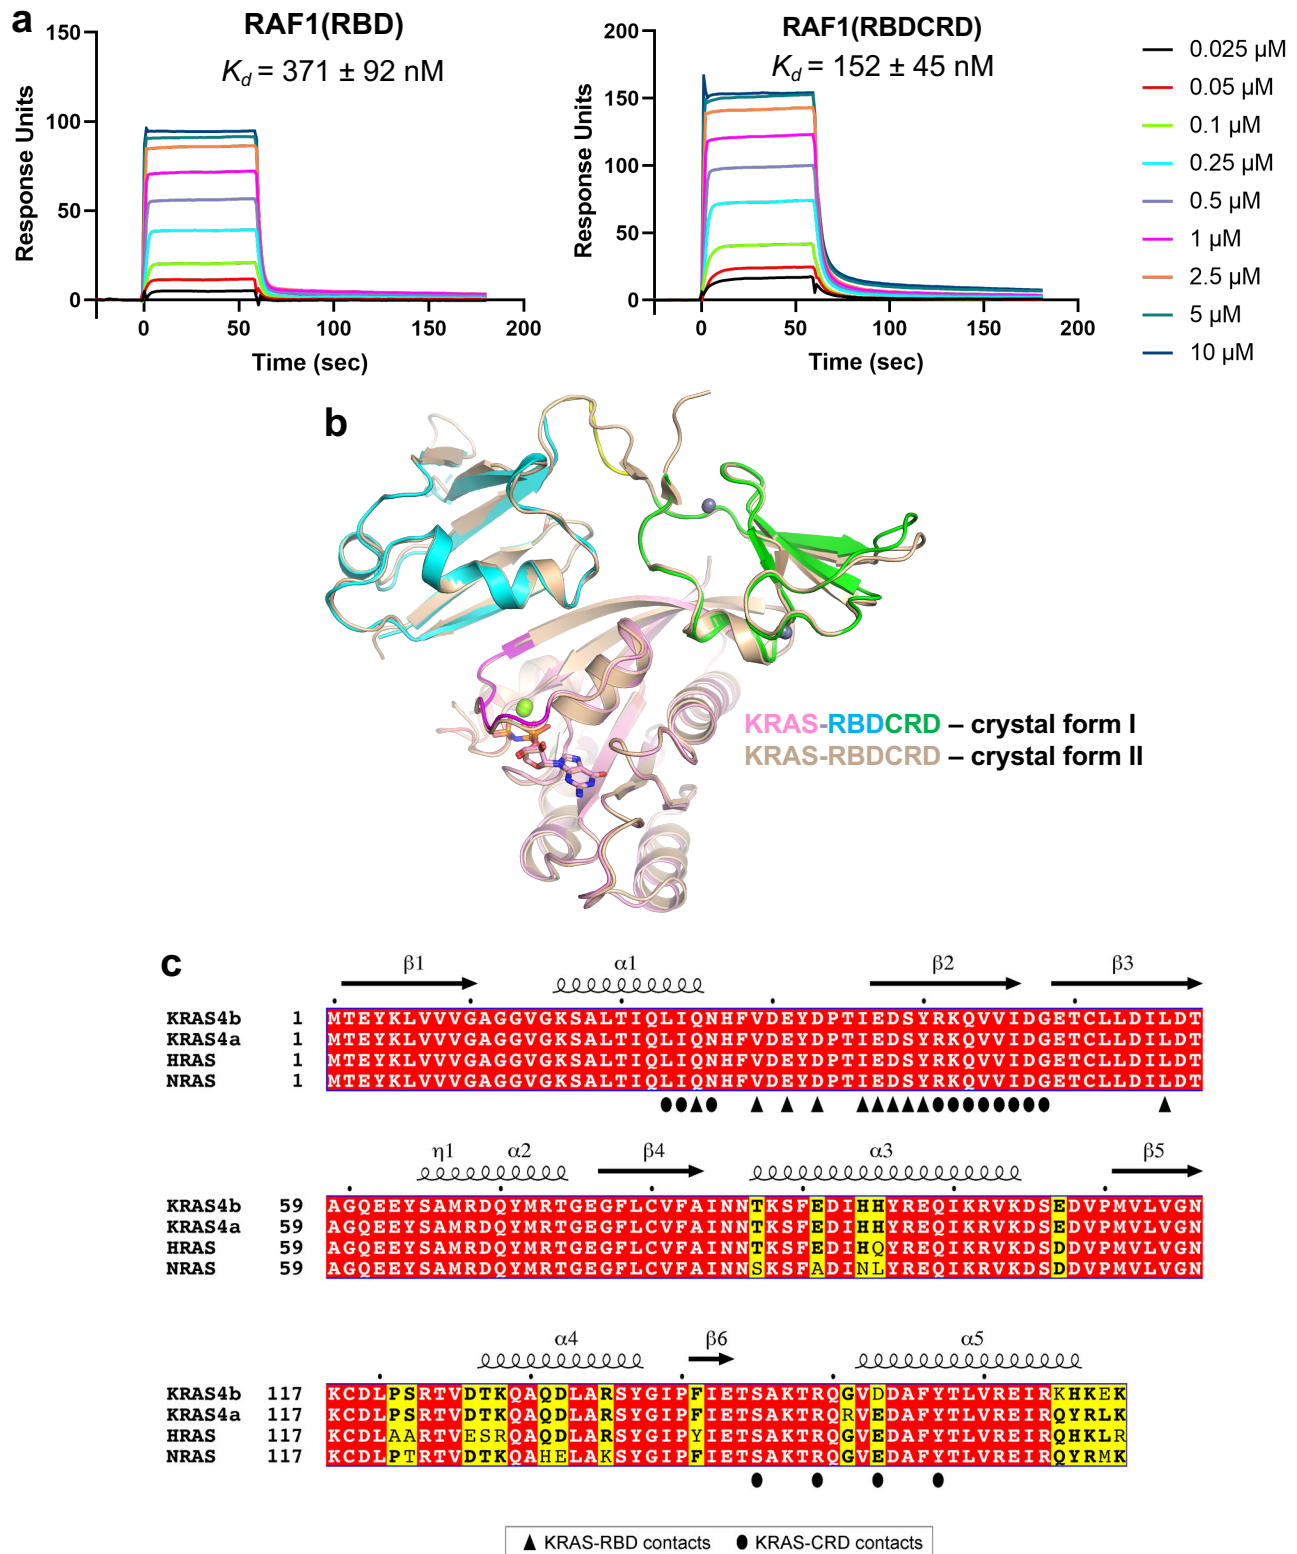 a
RAF1(RBD)
Kd = 371 ± 92 nM
150
100
50
0
Response Units
0 50 100 150 200
Time (sec)
RAF1(RBDCRD)
Kd = 152 ± 45 nM
200
150
100
50
0
Response Units
0 50 100 150 200
Time (sec)
0.025 µM
0.05 µM
0.1 µM
0.25 µM
0.5 µM
1 µM
2.5 µM
5 µM
10 µM
b
KRAS-RBDCRD – crystal form I
KRAS-RBDCRD – crystal form II
c
β1 α1 β2 β3
KRAS4b 1 MTEYKLVVVGAGGVGKSALTIQLIQNHFVDEYDPTIEDSYRKQVVIDGETCLLDILDT
KRAS4a 1 MTEYKLVVVGAGGVGKSALTIQLIQNHFVDEYDPTIEDSYRKQVVIDGETCLLDILDT
HRAS 1 MTEYKLVVVGAGGVGKSALTIQLIQNHFVDEYDPTIEDSYRKQVVIDGETCLLDILDT
NRAS 1 MTEYKLVVVGAGGVGKSALTIQLIQNHFVDEYDPTIEDSYRKQVVIDGETCLLDILDT
η1 α2 β4 α3 β5
KRAS4b 59 AGQEEYSAMRDQYMRTGEGFLCVFAINNTKSFEDIHHYREQIKRVKDSEDVPMVLVGN
KRAS4a 59 AGQEEYSAMRDQYMRTGEGFLCVFAINNTKSFEDIHHYREQIKRVKDSEDVPMVLVGN
HRAS 59 AGQEEYSAMRDQYMRTGEGFLCVFAINNTKSFEDIHQYREQIKRVKDSDDVPMVLVGN
NRAS 59 AGQEEYSAMRDQYMRTGEGFLCVFAINNSKSFADINLYREQIKRVKDSDDVPMVLVGN
α4 β6 α5
KRAS4b 117 KCDLPSRTVDTKQAQDLARSYGIPFIETSAKTRQGVDDAFYTLVREIRKHKEK
KRAS4a 117 KCDLPSRTVDTKQAQDLARSYGIPFIETSAKTRQRVEDAFYTLVREIRQYRLK
HRAS 117 KCDLAARTVESRQAQDLARSYGIPYIETSAKTRQGVEDAFYTLVREIRQHKLR
NRAS 117 KCDLPTRTVDTKQAHELAKSYGIPFIETSAKTRQGVEDAFYTLVREIRQYRMK
▲ KRAS-RBD contacts ● KRAS-CRD contacts